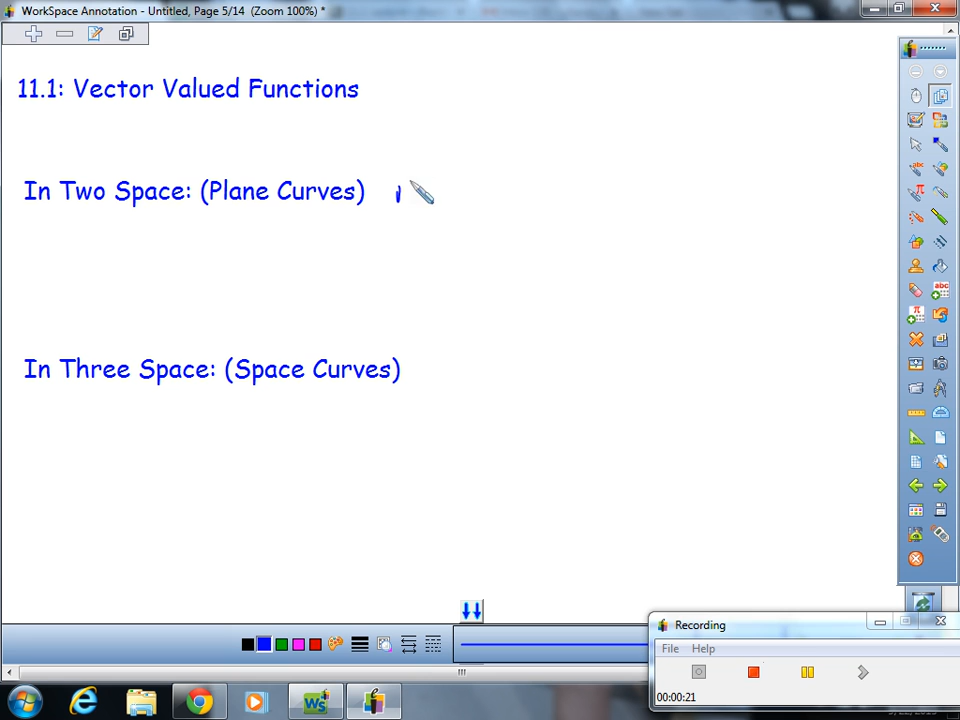 WorkSpace Annotation - Untitled, Page 5/14 (Zoom 100%) *
11.1: Vector Valued Functions
In Two Space: (Plane Curves)
In Three Space: (Space Curves)
Recording
File Help
00:00:21